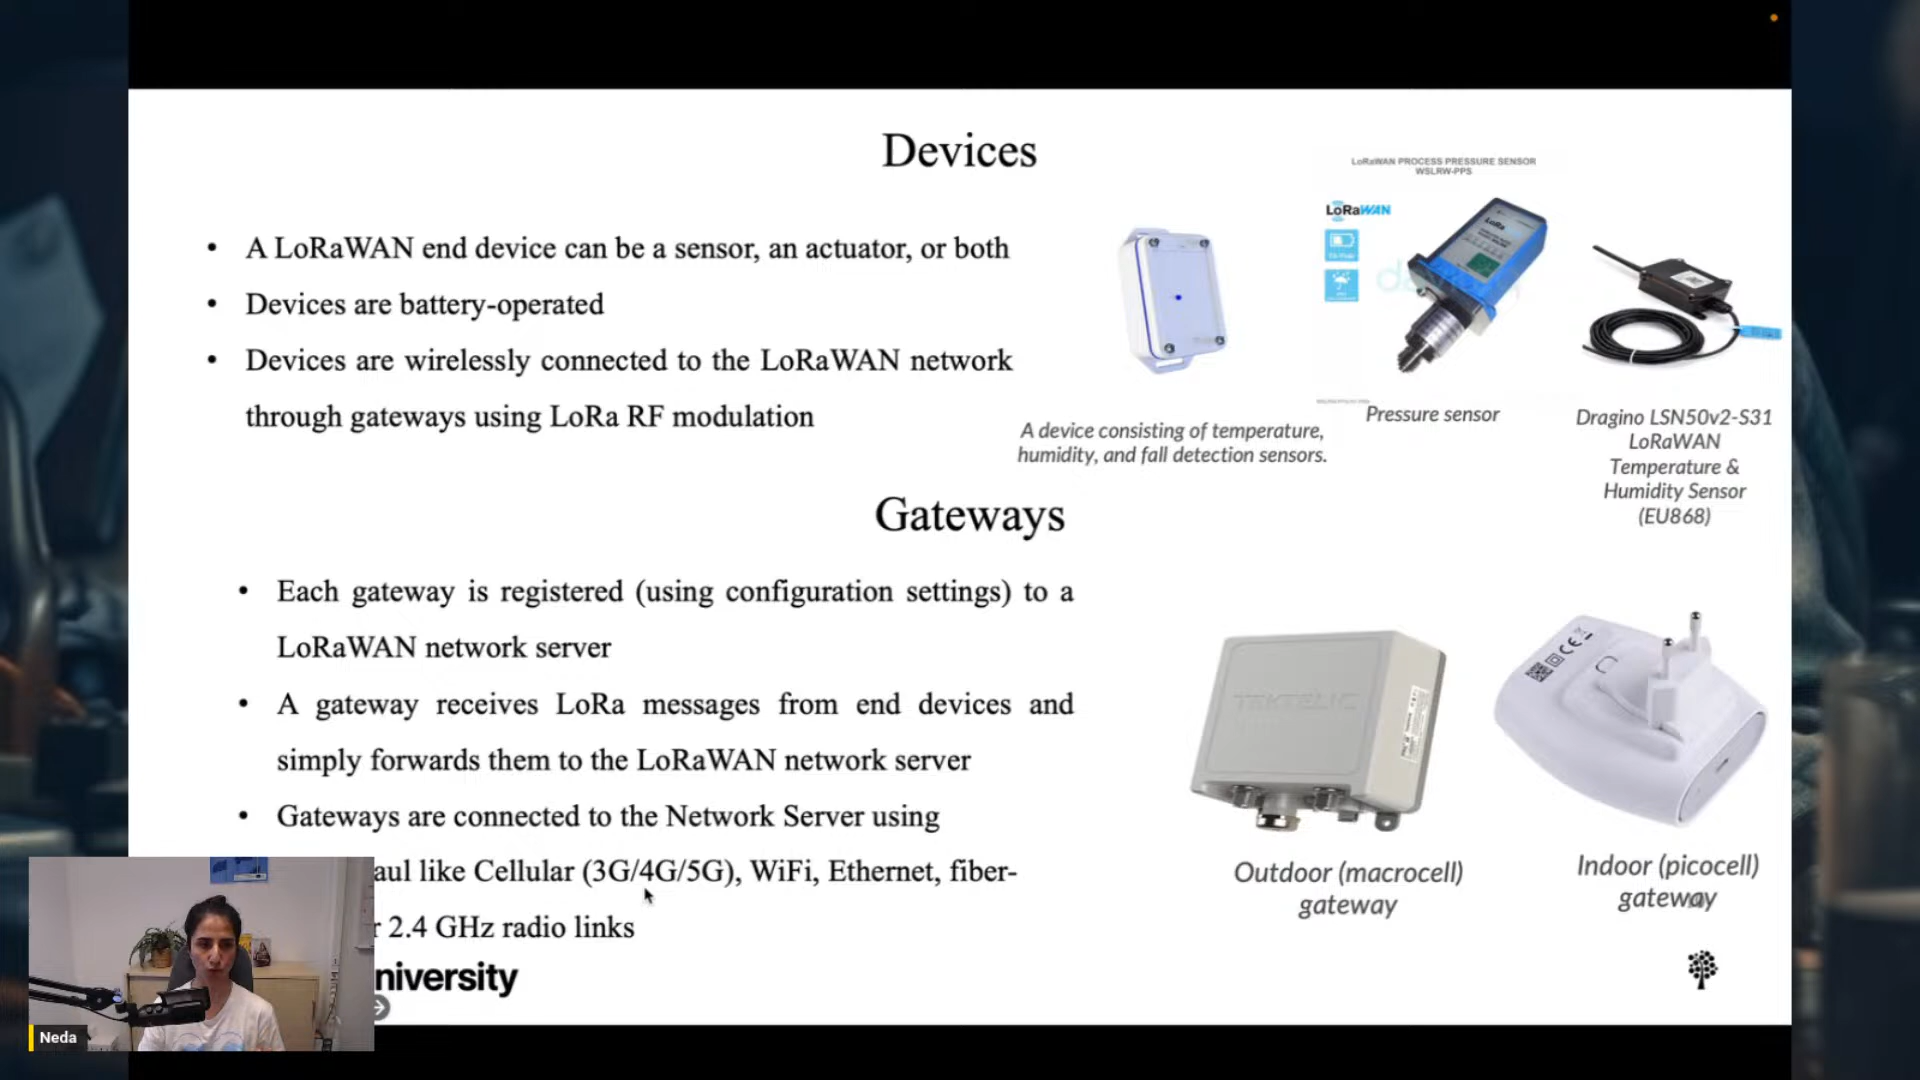 Devices
LoRaWAN PROCESS PRESSURE SENSOR
WSLRW-PPS
LoRaWAN
• A LoRaWAN end device can be a sensor, an actuator, or both
• Devices are battery-operated
• Devices are wirelessly connected to the LoRaWAN network
through gateways using LoRa RF modulation
LoRa
A device consisting of temperature,
humidity, and fall detection sensors.
Pressure sensor
Dragino LSN50v2-S31
LoRaWAN
Temperature &
Humidity Sensor
(EU868)
Gateways
• Each gateway is registered (using configuration settings) to a
LoRaWAN network server
• A gateway receives LoRa messages from end devices and
simply forwards them to the LoRaWAN network server
• Gateways are connected to the Network Server using
aul like Cellular (3G/4G/5G), WiFi, Ethernet, fiber-
r 2.4 GHz radio links
TEKTELIC
CE
Outdoor (macrocell)
gateway
Indoor (picocell)
gateway
niversity
Neda